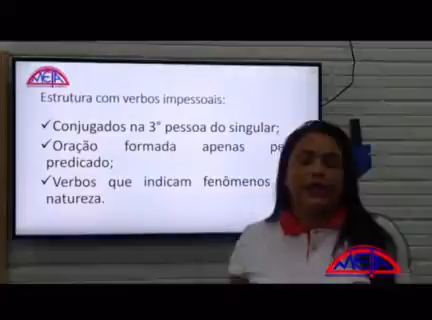 META
Estrutura com verbos impessoais:
✓Conjugados na 3ª pessoa do singular;
✓Oração formada apenas
predicado;
✓Verbos que indicam fenômenos
natureza.
META